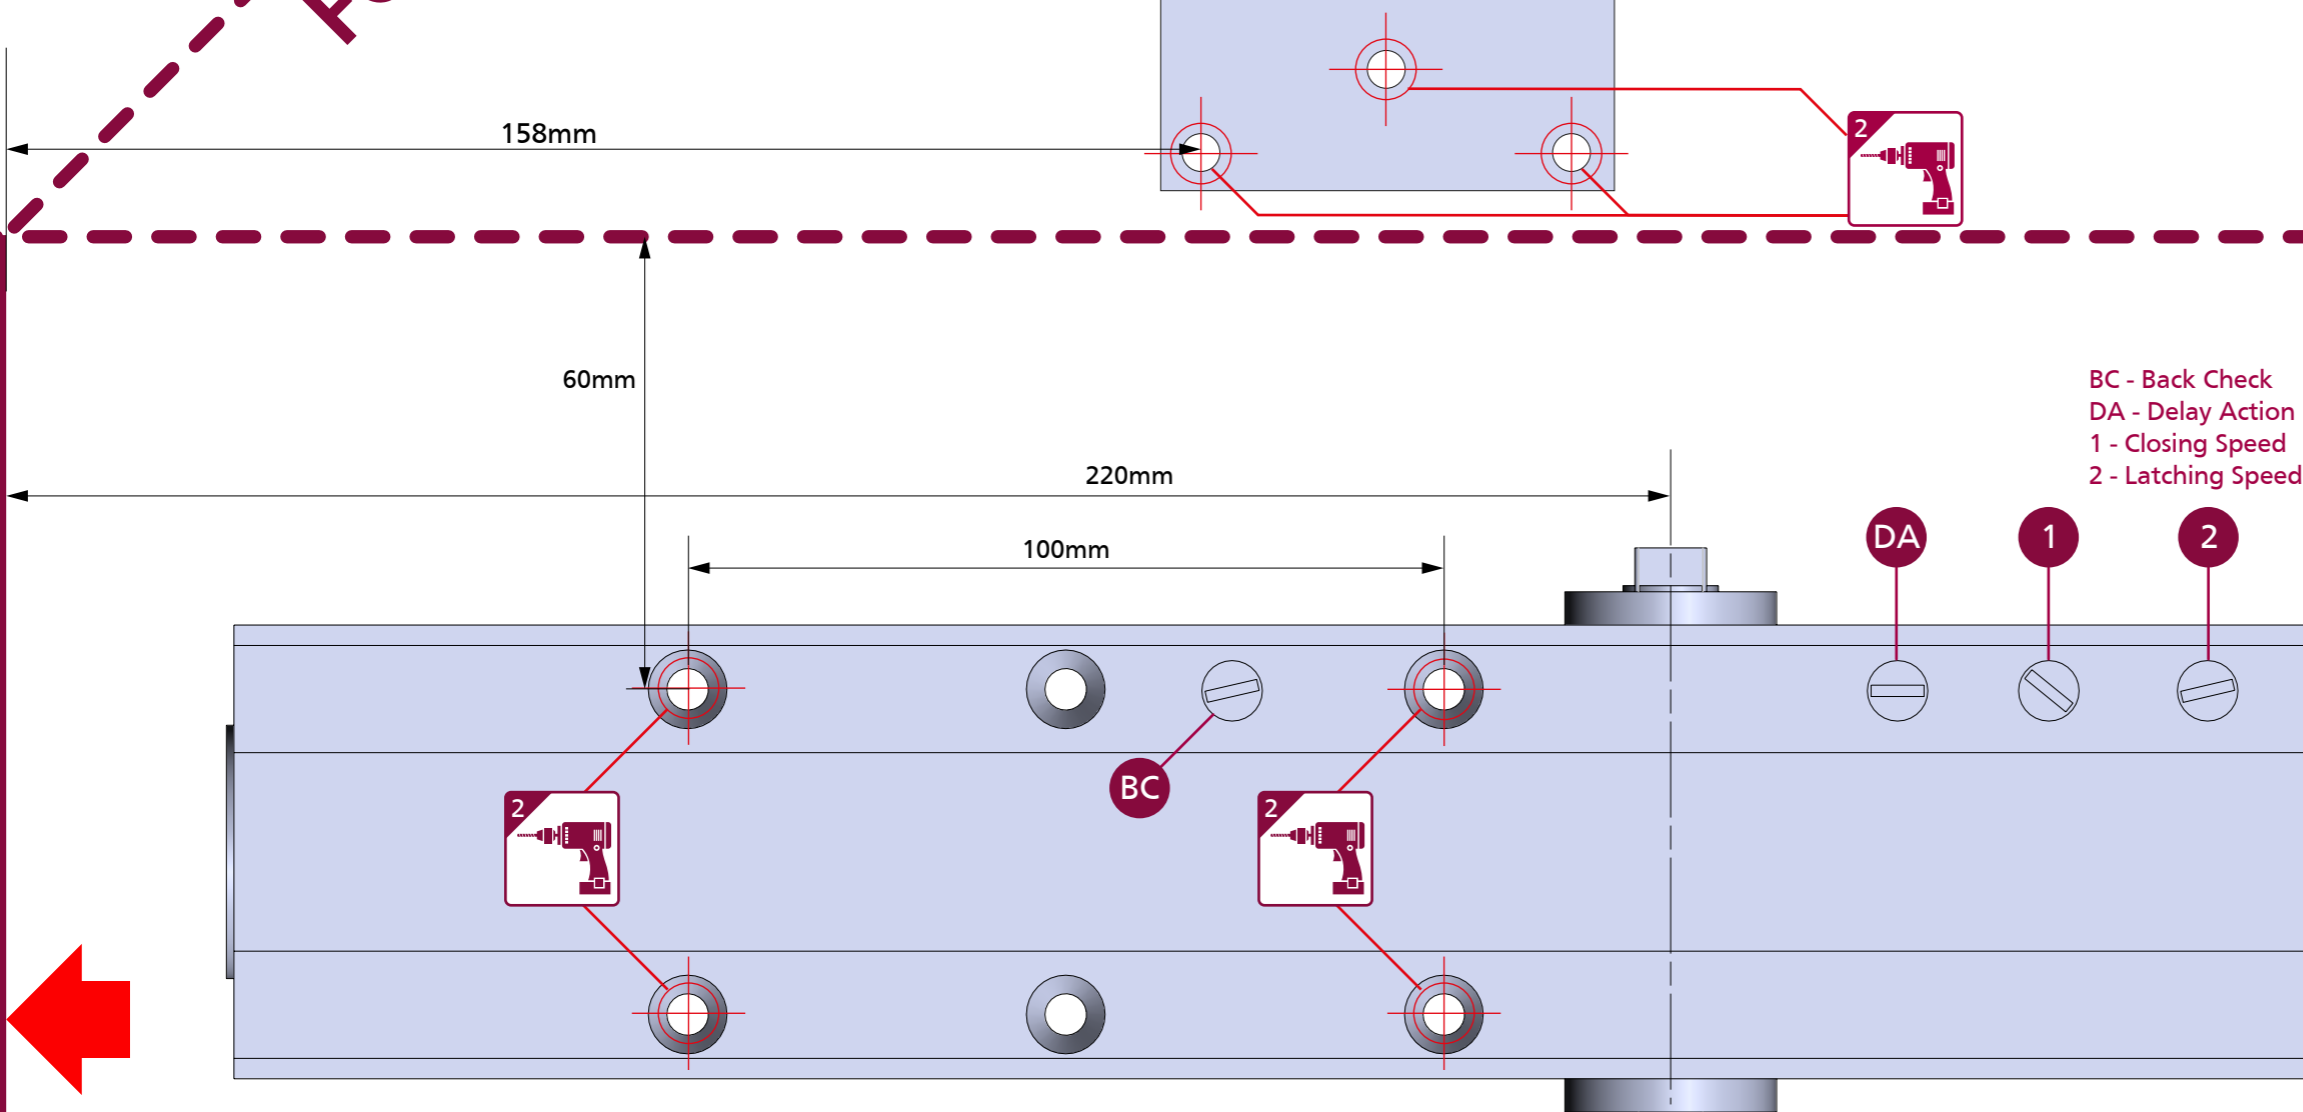 158mm
2
60mm
BC - Back Check
DA - Delay Action
1 - Closing Speed
2 - Latching Speed
220mm
100mm
DA
1
2
BC
2
2